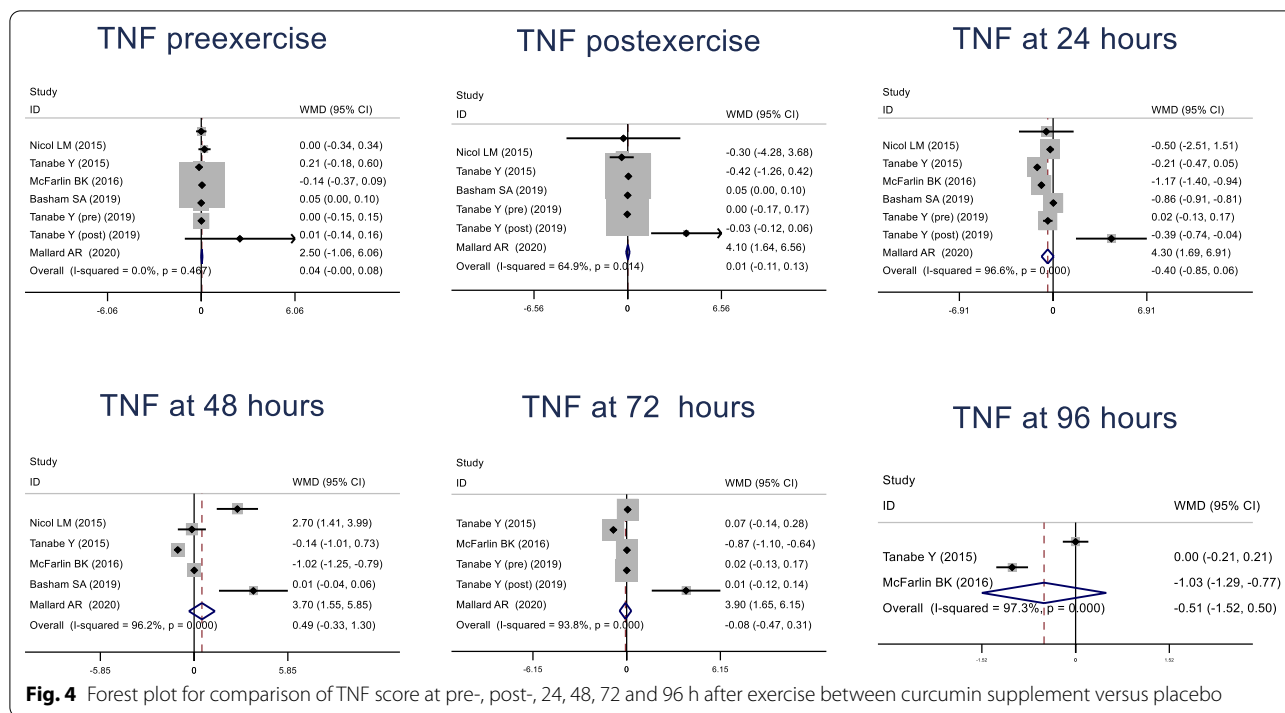 TNF preexercise
Study
ID WMD (95% CI)
Nicol LM (2015) 0.00 (-0.34, 0.34)
Tanabe Y (2015) 0.21 (-0.18, 0.60)
McFarlin BK (2016) -0.14 (-0.37, 0.09)
Basham SA (2019) 0.05 (0.00, 0.10)
Tanabe Y (pre) (2019) 0.00 (-0.15, 0.15)
Tanabe Y (post) (2019) 0.01 (-0.14, 0.16)
Mallard AR (2020) 2.50 (-1.06, 6.06)
Overall (I-squared = 0.0%, p = 0.467) 0.04 (-0.00, 0.08)
-6.06 0 6.06
TNF postexercise
Study
ID WMD (95% CI)
Nicol LM (2015) -0.30 (-4.28, 3.68)
Tanabe Y (2015) -0.42 (-1.26, 0.42)
Basham SA (2019) 0.05 (0.00, 0.10)
Tanabe Y (pre) (2019) 0.00 (-0.17, 0.17)
Tanabe Y (post) (2019) -0.03 (-0.12, 0.06)
Mallard AR (2020) 4.10 (1.64, 6.56)
Overall (I-squared = 64.9%, p = 0.014) 0.01 (-0.11, 0.13)
-6.56 0 6.56
TNF at 24 hours
Study
ID WMD (95% CI)
Nicol LM (2015) -0.50 (-2.51, 1.51)
Tanabe Y (2015) -0.21 (-0.47, 0.05)
McFarlin BK (2016) -1.17 (-1.40, -0.94)
Basham SA (2019) -0.86 (-0.91, -0.81)
Tanabe Y (pre) (2019) 0.02 (-0.13, 0.17)
Tanabe Y (post) (2019) -0.39 (-0.74, -0.04)
Mallard AR (2020) 4.30 (1.69, 6.91)
Overall (I-squared = 96.6%, p = 0.000) -0.40 (-0.85, 0.06)
-6.91 0 6.91
TNF at 48 hours
Study
ID WMD (95% CI)
Nicol LM (2015) 2.70 (1.41, 3.99)
Tanabe Y (2015) -0.14 (-1.01, 0.73)
McFarlin BK (2016) -1.02 (-1.25, -0.79)
Basham SA (2019) 0.01 (-0.04, 0.06)
Mallard AR (2020) 3.70 (1.55, 5.85)
Overall (I-squared = 96.2%, p = 0.000) 0.49 (-0.33, 1.30)
-5.85 0 5.85
TNF at 72 hours
Study
ID WMD (95% CI)
Tanabe Y (2015) 0.07 (-0.14, 0.28)
McFarlin BK (2016) -0.87 (-1.10, -0.64)
Tanabe Y (pre) (2019) 0.02 (-0.13, 0.17)
Tanabe Y (post) (2019) 0.01 (-0.12, 0.14)
Mallard AR (2020) 3.90 (1.65, 6.15)
Overall (I-squared = 93.8%, p = 0.000) -0.08 (-0.47, 0.31)
-6.15 0 6.15
TNF at 96 hours
Study
ID WMD (95% CI)
Tanabe Y (2015) 0.00 (-0.21, 0.21)
McFarlin BK (2016) -1.03 (-1.29, -0.77)
Overall (I-squared = 97.3%, p = 0.000) -0.51 (-1.52, 0.50)
-1.52 0 1.52
Fig. 4 Forest plot for comparison of TNF score at pre-, post-, 24, 48, 72 and 96 h after exercise between curcumin supplement versus placebo